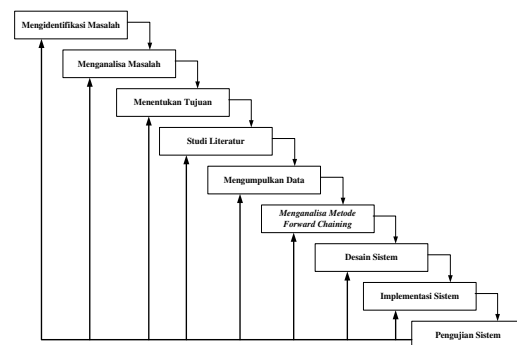 Mengidentifikasi Masalah
Menganalisa Masalah
Menentukan Tujuan
Studi Literatur
Mengumpulkan Data
Menganalisa Metode
Forward Chaining
Desain Sistem
Implementasi Sistem
Pengujian Sistem